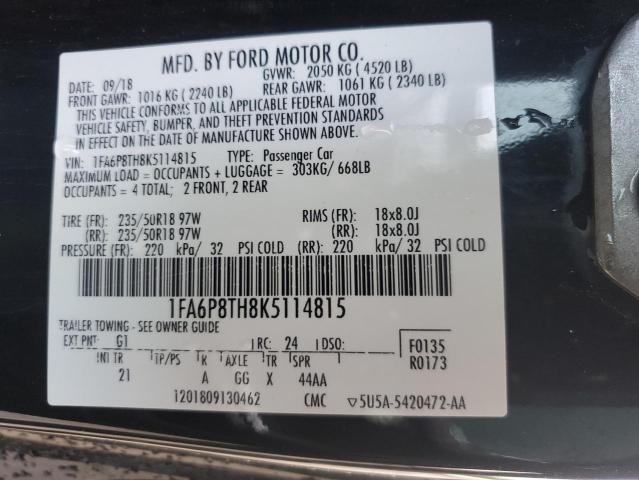 MFD. BY FORD MOTOR CO.
DATE: 09/18 GVWR: 2050 KG ( 4520 LB)
FRONT GAWR: 1016 KG ( 2240 LB) REAR GAWR: 1061 KG ( 2340 LB)
THIS VEHICLE CONFORMS TO ALL APPLICABLE FEDERAL MOTOR
VEHICLE SAFETY, BUMPER, AND THEFT PREVENTION STANDARDS
IN EFFECT ON THE DATE OF MANUFACTURE SHOWN ABOVE.
VIN: 1FA6P8TH8K5114815 TYPE: Passenger Car
MAXIMUM LOAD = OCCUPANTS + LUGGAGE = 303KG/ 668LB
OCCUPANTS = 4 TOTAL; 2 FRONT, 2 REAR
TIRE (FR): 235/50R18 97W RIMS (FR): 18x8.0J
(RR): 235/50R18 97W (RR): 18x8.0J
PRESSURE (FR): 220 kPa/ 32 PSI COLD (RR): 220 kPa/ 32 PSI COLD
1FA6P8TH8K5114815
TRAILER TOWING - SEE OWNER GUIDE
EXT PNT: G1 RC: 24 DSO: F0135
INT TR TP/PS R AXLE TR SPR R0173
21 A GG X 44AA
1201809130462 CMC ▽5U5A-5420472-AA